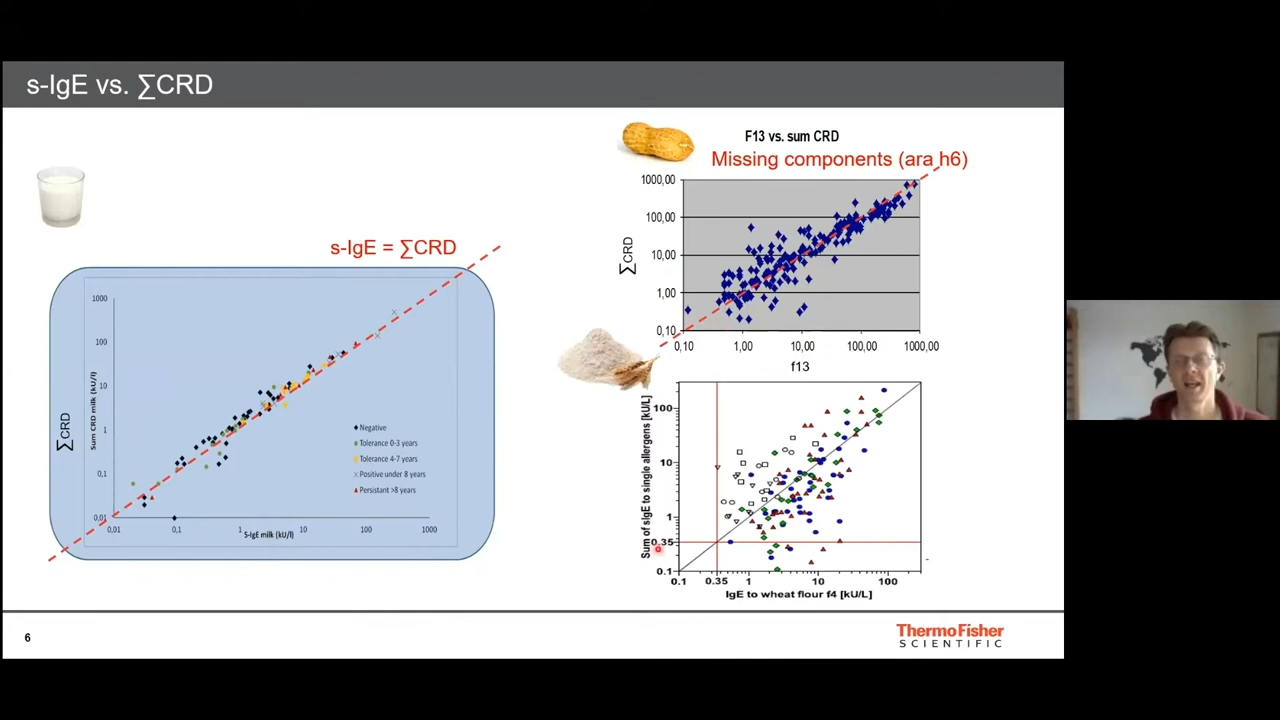 s-IgE vs. ∑CRD
s-IgE = ∑CRD
1000
100
10
1
0,1
0,01
0,01
0,1
1
10
100
1000
∑CRD
Sum CRD milk (kU/l)
S-IgE milk (kU/l)
Negative
Tolerance 0-3 years
Tolerance 4-7 years
Positive under 8 years
Persistant >8 years
F13 vs. sum CRD
Missing components (ara h6)
1000,00
100,00
10,00
1,00
0,10
0,10
1,00
10,00
100,00
1000,00
∑CRD
f13
Sum of sIgE to single allergens [kU/L]
100
10
1
0.35
0.1
0.1
0.35
1
10
100
IgE to wheat flour f4 [kU/L]
6
ThermoFisher
SCIENTIFIC